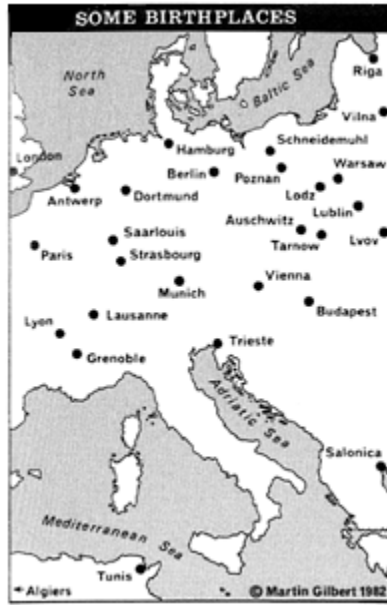 SOME BIRTHPLACES
North
Sea
Baltic Sea
Riga
Vilna
London
Hamburg
Schneidemuhl
Berlin
Poznan
Warsaw
Antwerp
Dortmund
Lodz
Lublin
Auschwitz
Paris
Saarlouis
Tarnow
Lvov
Strasbourg
Munich
Vienna
Budapest
Lyon
Lausanne
Grenoble
Trieste
Adriatic Sea
Salonica
Mediterranean Sea
Tunis
Algiers
© Martin Gilbert 1982